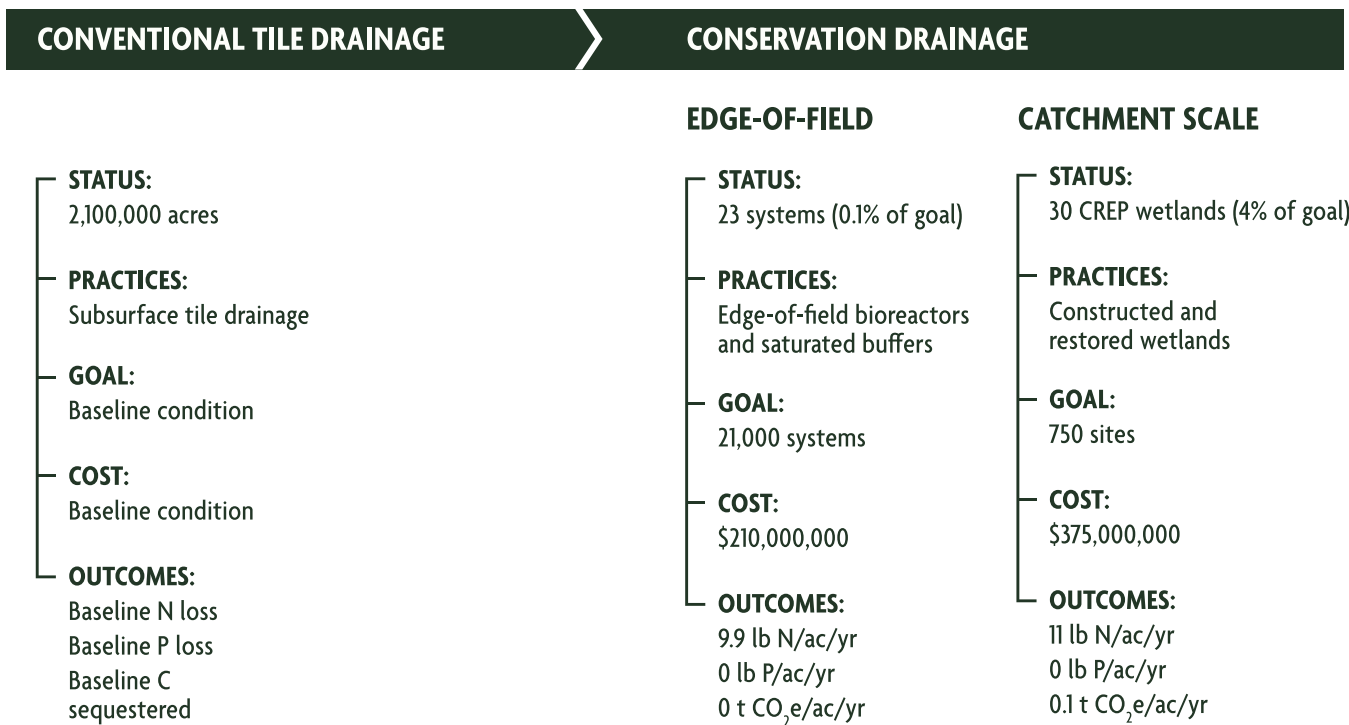 CONVENTIONAL TILE DRAINAGE
CONSERVATION DRAINAGE
STATUS:
2,100,000 acres
PRACTICES:
Subsurface tile drainage
GOAL:
Baseline condition
COST:
Baseline condition
OUTCOMES:
Baseline N loss
Baseline P loss
Baseline C
sequestered
EDGE-OF-FIELD
STATUS:
23 systems (0.1% of goal)
PRACTICES:
Edge-of-field bioreactors
and saturated buffers
GOAL:
21,000 systems
COST:
$210,000,000
OUTCOMES:
9.9 lb N/ac/yr
0 lb P/ac/yr
0 t CO₂e/ac/yr
CATCHMENT SCALE
STATUS:
30 CREP wetlands (4% of goal)
PRACTICES:
Constructed and
restored wetlands
GOAL:
750 sites
COST:
$375,000,000
OUTCOMES:
11 lb N/ac/yr
0 lb P/ac/yr
0.1 t CO₂e/ac/yr